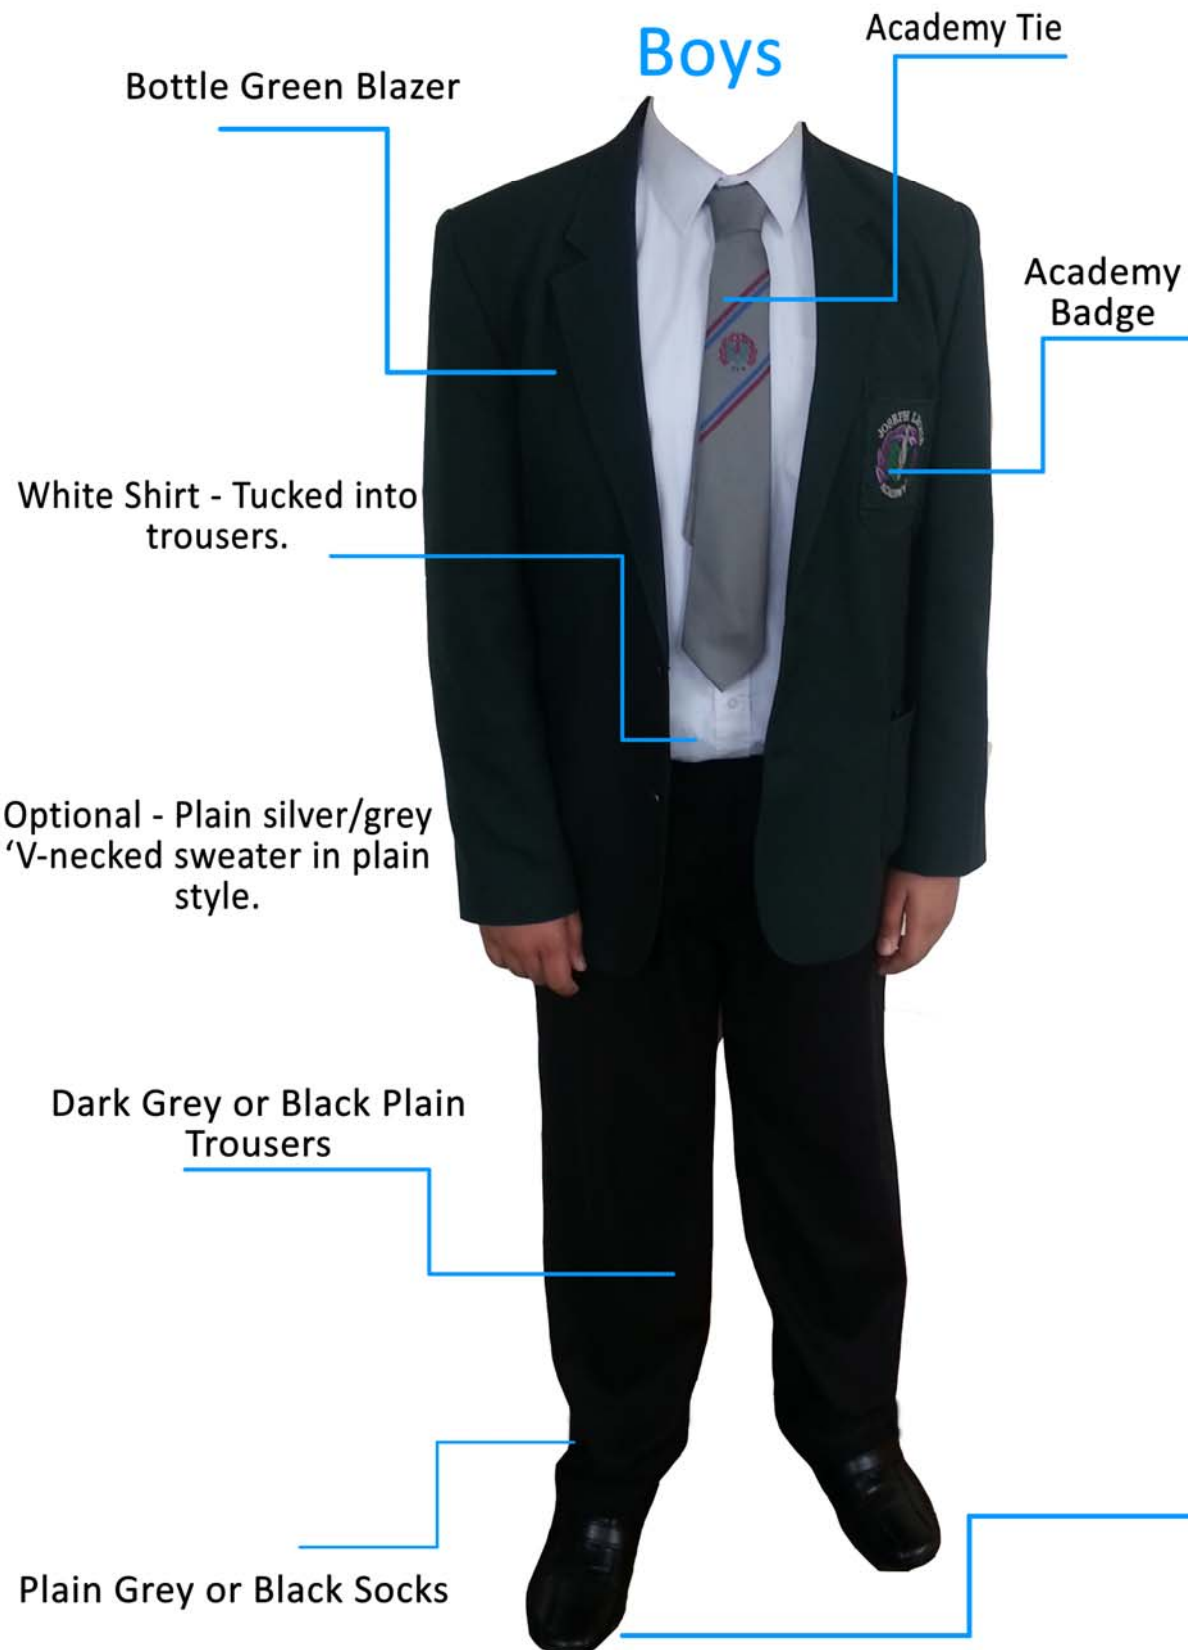 Boys
Academy Tie
Bottle Green Blazer
Academy
Badge
JOSEPH
White Shirt - Tucked into
trousers.
Optional - Plain silver/grey
‘V-necked sweater in plain
style.
Dark Grey or Black Plain
Trousers
Plain Grey or Black Socks